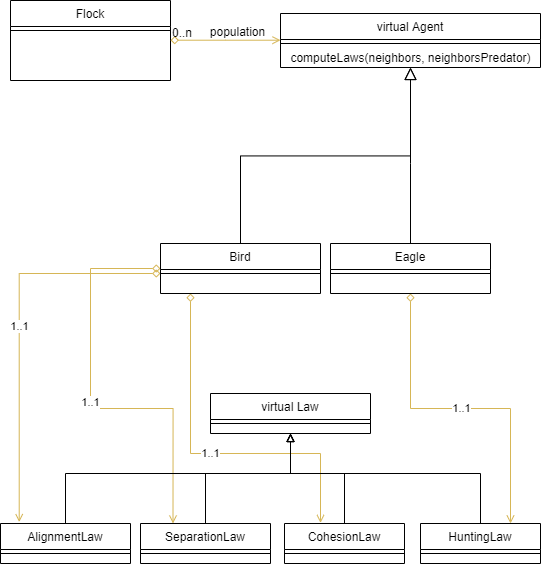 Flock
virtual Agent
0..n
population
computeLaws(neighbors, neighborsPredator)
Bird
Eagle
1..1
1..1
virtual Law
1..1
1..1
AlignmentLaw
SeparationLaw
CohesionLaw
HuntingLaw